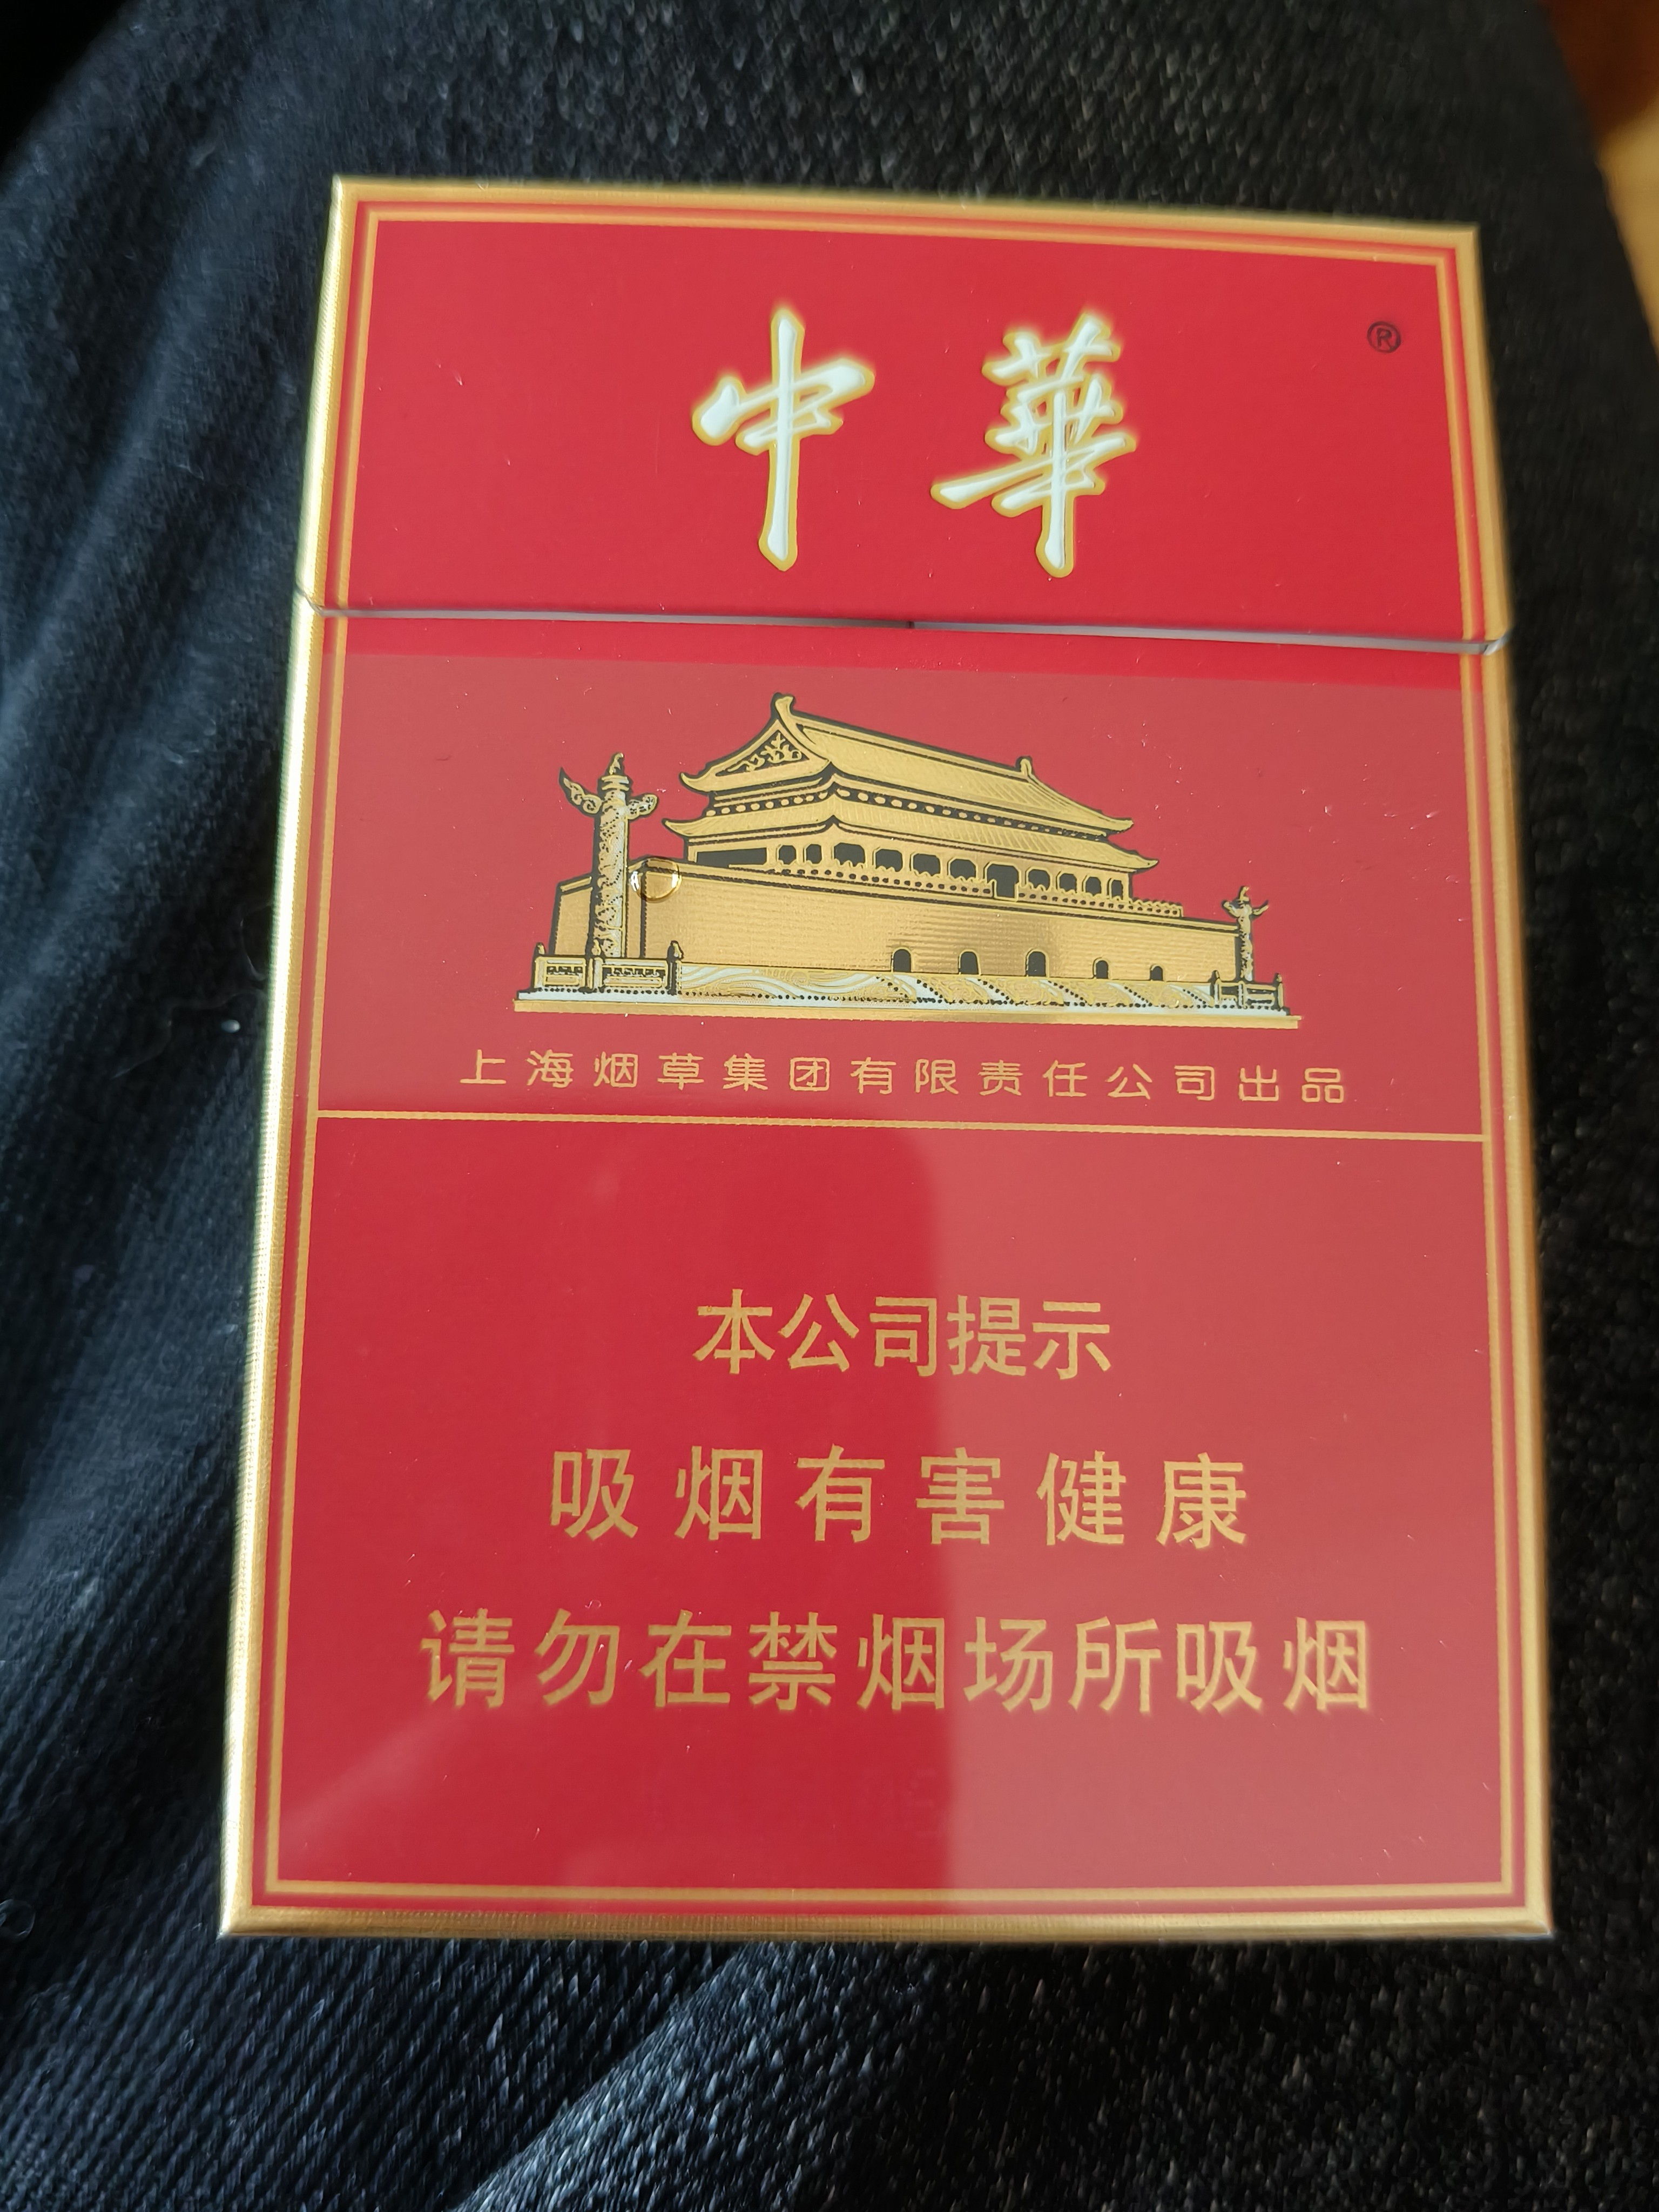 中華
®
上海烟草集团有限责任公司出品
本公司提示
吸烟有害健康
请勿在禁烟场所吸烟